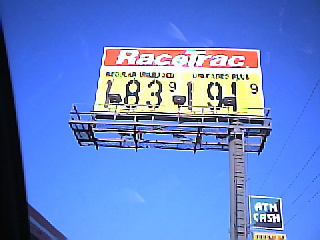 RaceTrac
REGULAR UNLEADED UNLEADED PLUS
1.83 9 1.91 9
ATM
CASH